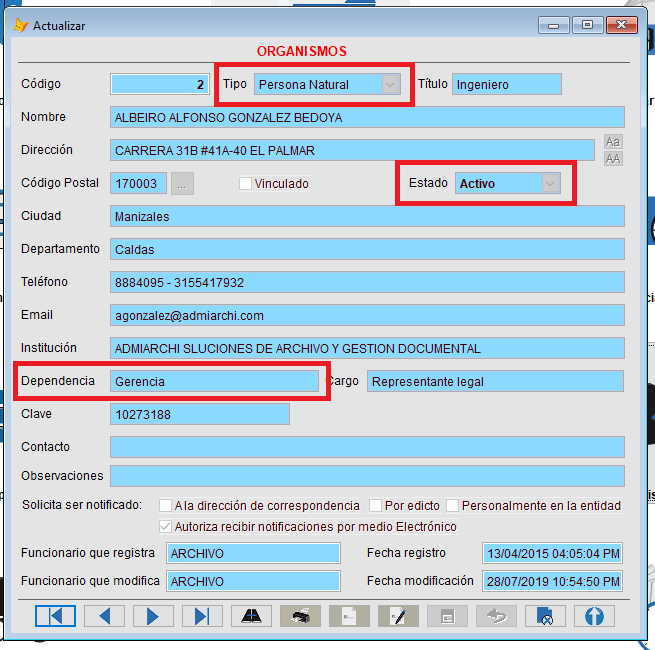 Actualizar
ORGANISMOS
Código 2 Tipo Persona Natural Título Ingeniero
Nombre ALBEIRO ALFONSO GONZALEZ BEDOYA
Dirección CARRERA 31B #41A-40 EL PALMAR Aa
AA
Código Postal 170003 ... Vinculado Estado Activo
Ciudad Manizales
Departamento Caldas
Teléfono 8884095 - 3155417932
Email agonzalez@admiarchi.com
Institución ADMIARCHI SLUCIONES DE ARCHIVO Y GESTION DOCUMENTAL
Dependencia Gerencia Cargo Representante legal
Clave 10273188
Contacto
Observaciones
Solicita ser notificado: A la dirección de correspondencia Por edicto Personalmente en la entidad
Autoriza recibir notificaciones por medio Electrónico
Funcionario que registra ARCHIVO Fecha registro 13/04/2015 04:05:04 PM
Funcionario que modifica ARCHIVO Fecha modificación 28/07/2019 10:54:50 PM